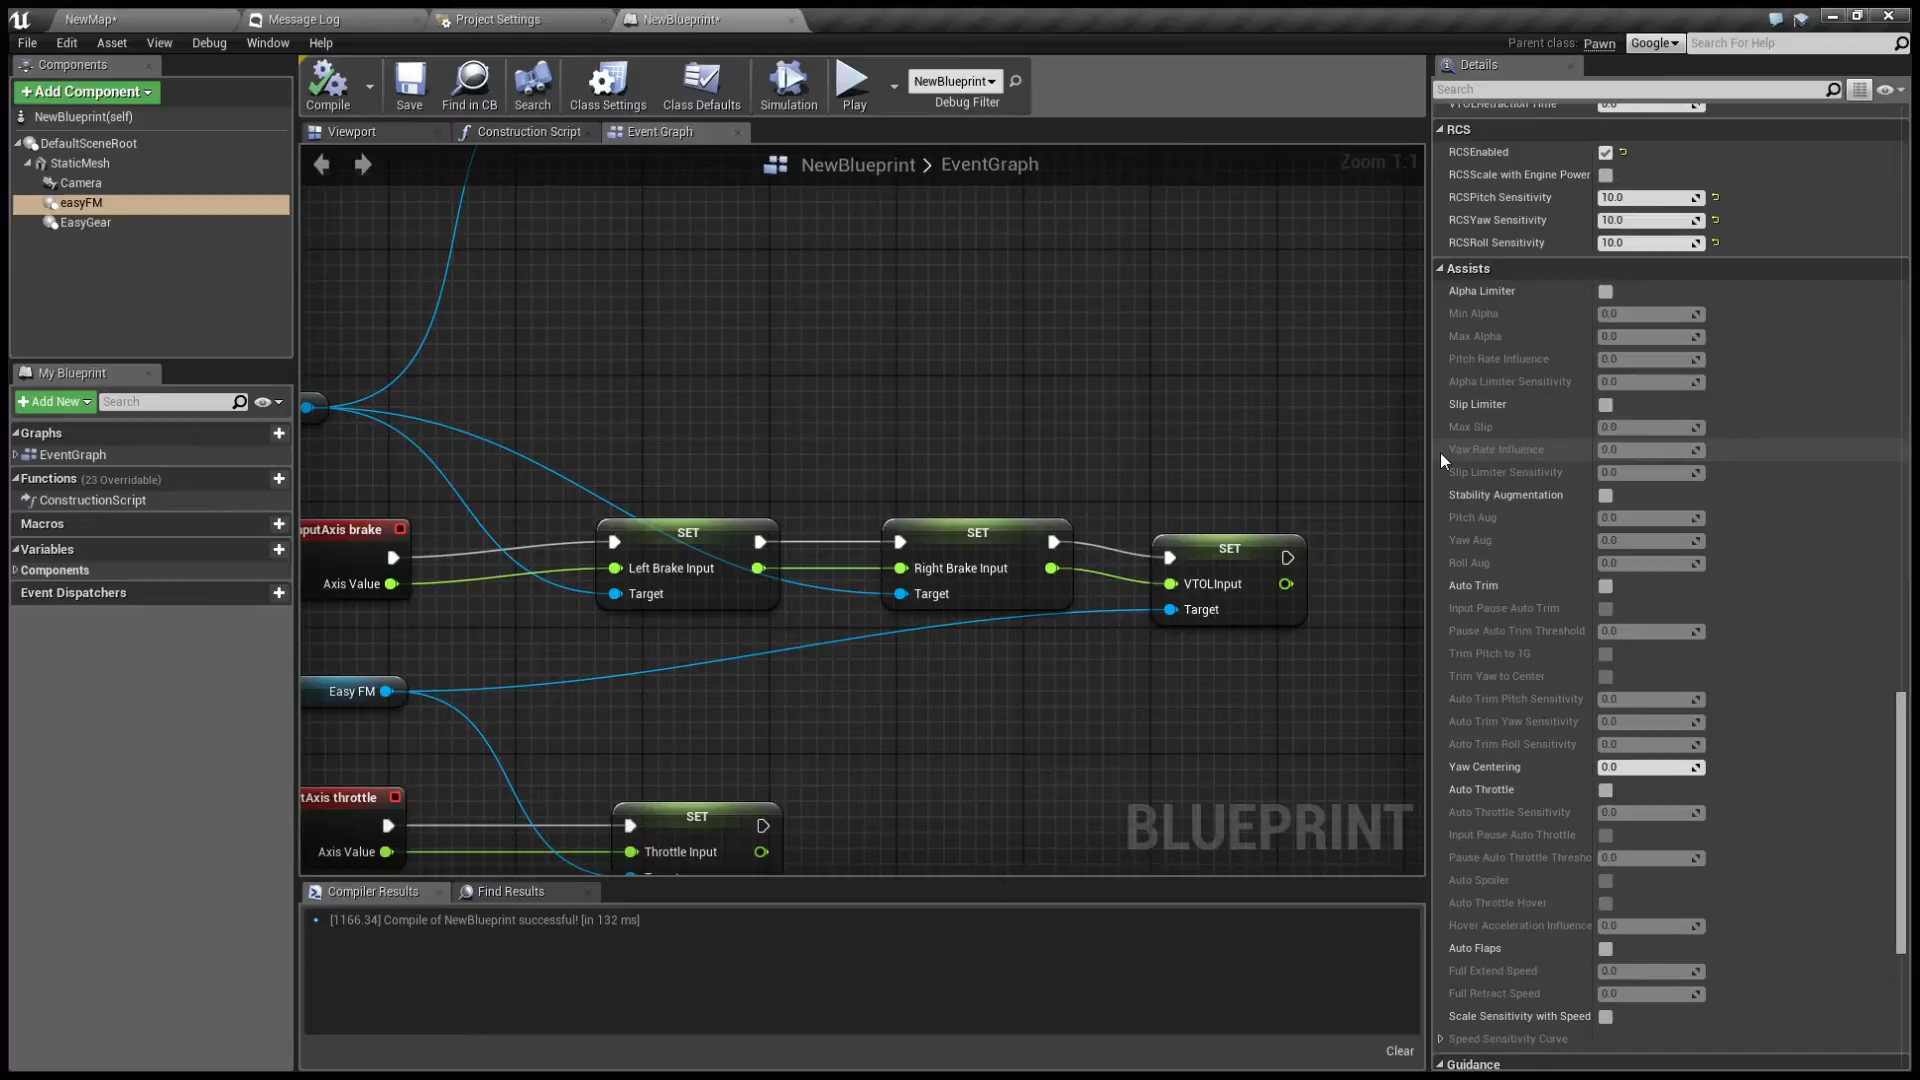 NewMap*
Message Log
Project Settings
NewBlueprint*
File
Edit
Asset
View
Debug
Window
Help
Parent class: Pawn
Google
Search For Help
Components
+Add Component
NewBlueprint(self)
DefaultSceneRoot
StaticMesh
Camera
easyFM
EasyGear
My Blueprint
+Add New
Search
Graphs
EventGraph
Functions (23 Overridable)
ConstructionScript
Macros
Variables
Components
Event Dispatchers
Compile
Save
Find in CB
Search
Class Settings
Class Defaults
Simulation
Play
NewBlueprint
Debug Filter
Viewport
Construction Script
Event Graph
NewBlueprint > EventGraph
Zoom 1:1
nputAxis brake
Axis Value
SET
Left Brake Input
Target
SET
Right Brake Input
Target
SET
VTOLInput
Target
Easy FM
tAxis throttle
Axis Value
SET
Throttle Input
BLUEPRINT
Compiler Results
Find Results
[1166.34] Compile of NewBlueprint successful! [in 132 ms]
Clear
Details
Search
VTOLRetraction Time 0.0
RCS
RCSEnabled
RCSScale with Engine Power
RCSPitch Sensitivity 10.0
RCSYaw Sensitivity 10.0
RCSRoll Sensitivity 10.0
Assists
Alpha Limiter
Min Alpha 0.0
Max Alpha 0.0
Pitch Rate Influence 0.0
Alpha Limiter Sensitivity 0.0
Slip Limiter
Max Slip 0.0
Yaw Rate Influence 0.0
Slip Limiter Sensitivity 0.0
Stability Augmentation
Pitch Aug 0.0
Yaw Aug 0.0
Roll Aug 0.0
Auto Trim
Input Pause Auto Trim
Pause Auto Trim Threshold 0.0
Trim Pitch to 1G
Trim Yaw to Center
Auto Trim Pitch Sensitivity 0.0
Auto Trim Yaw Sensitivity 0.0
Auto Trim Roll Sensitivity 0.0
Yaw Centering 0.0
Auto Throttle
Auto Throttle Sensitivity 0.0
Input Pause Auto Throttle
Pause Auto Throttle Thresho 0.0
Auto Spoiler
Auto Throttle Hover
Hover Acceleration Influence 0.0
Auto Flaps
Full Extend Speed 0.0
Full Retract Speed 0.0
Scale Sensitivity with Speed
Speed Sensitivity Curve
Guidance